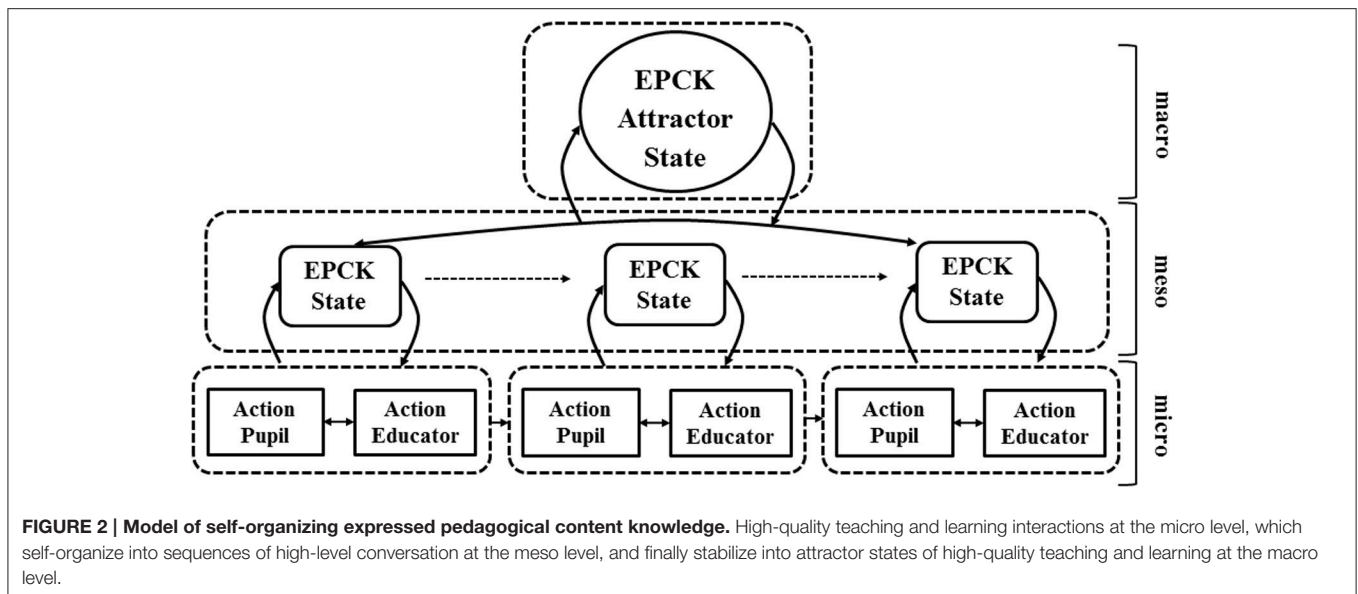 EPCK
Attractor
State
macro
EPCK
State
EPCK
State
EPCK
State
meso
Action
Pupil
Action
Educator
Action
Pupil
Action
Educator
Action
Pupil
Action
Educator
micro
FIGURE 2 | Model of self-organizing expressed pedagogical content knowledge. High-quality teaching and learning interactions at the micro level, which
self-organize into sequences of high-level conversation at the meso level, and finally stabilize into attractor states of high-quality teaching and learning at the macro
level.